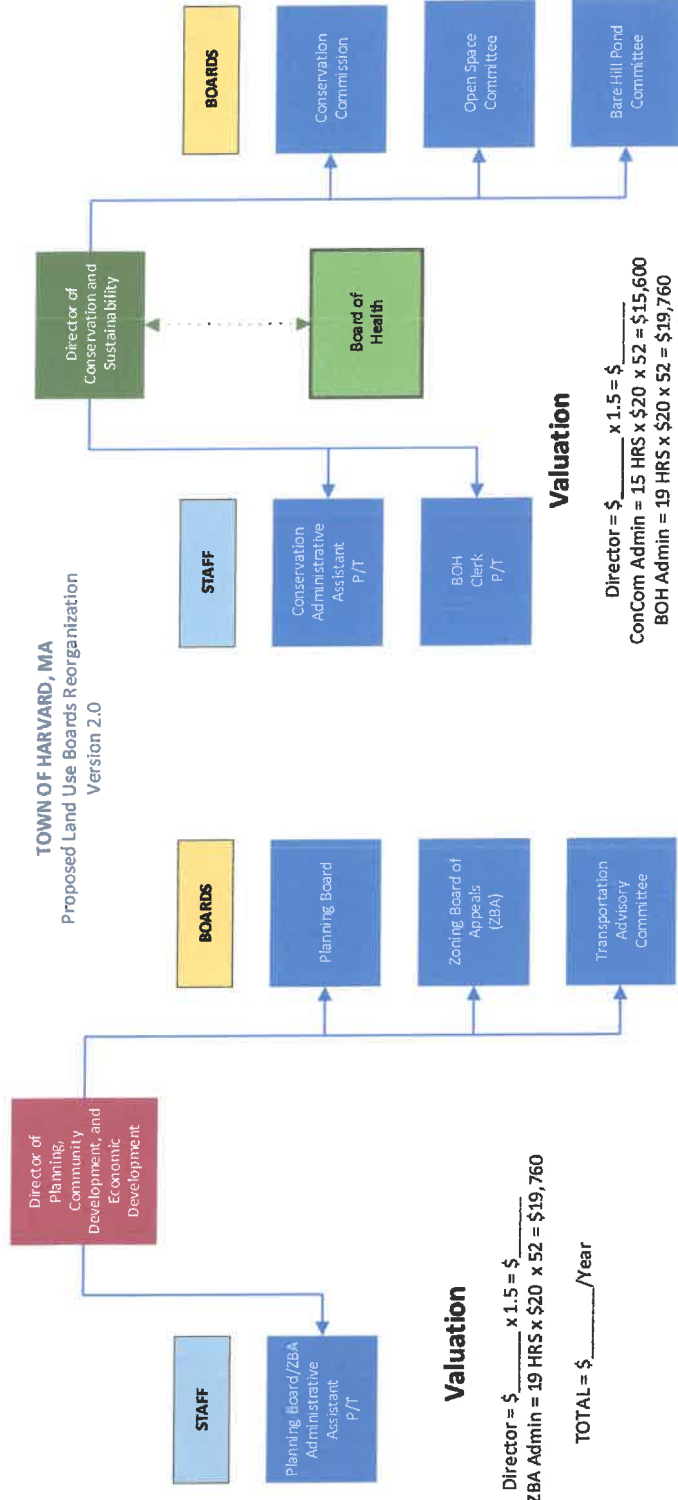 TOWN OF HARVARD, MA
Proposed Land Use Boards Reorganization
Version 2.0
Director of
Planning,
Community
Development, and
Economic
Development
STAFF
Planning Board/ZBA
Administrative
Assistant
P/T
BOARDS
Planning Board
Zoning Board of
Appeals
(ZBA)
Transportation
Advisory
Committee
Valuation
Director = $______ x 1.5 = $______
ZBA Admin = 19 HRS x $20 x 52 = $19,760
TOTAL = $________/Year
Director of
Conservation and
Sustainability
Board of
Health
STAFF
Conservation
Administrative
Assistant
P/T
BOH
Clerk
P/T
BOARDS
Conservation
Commission
Open Space
Committee
Bare Hill Pond
Committee
Valuation
Director = $______ x 1.5 = $______
ConCom Admin = 15 HRS x $20 x 52 = $15,600
BOH Admin = 19 HRS x $20 x 52 = $19,760